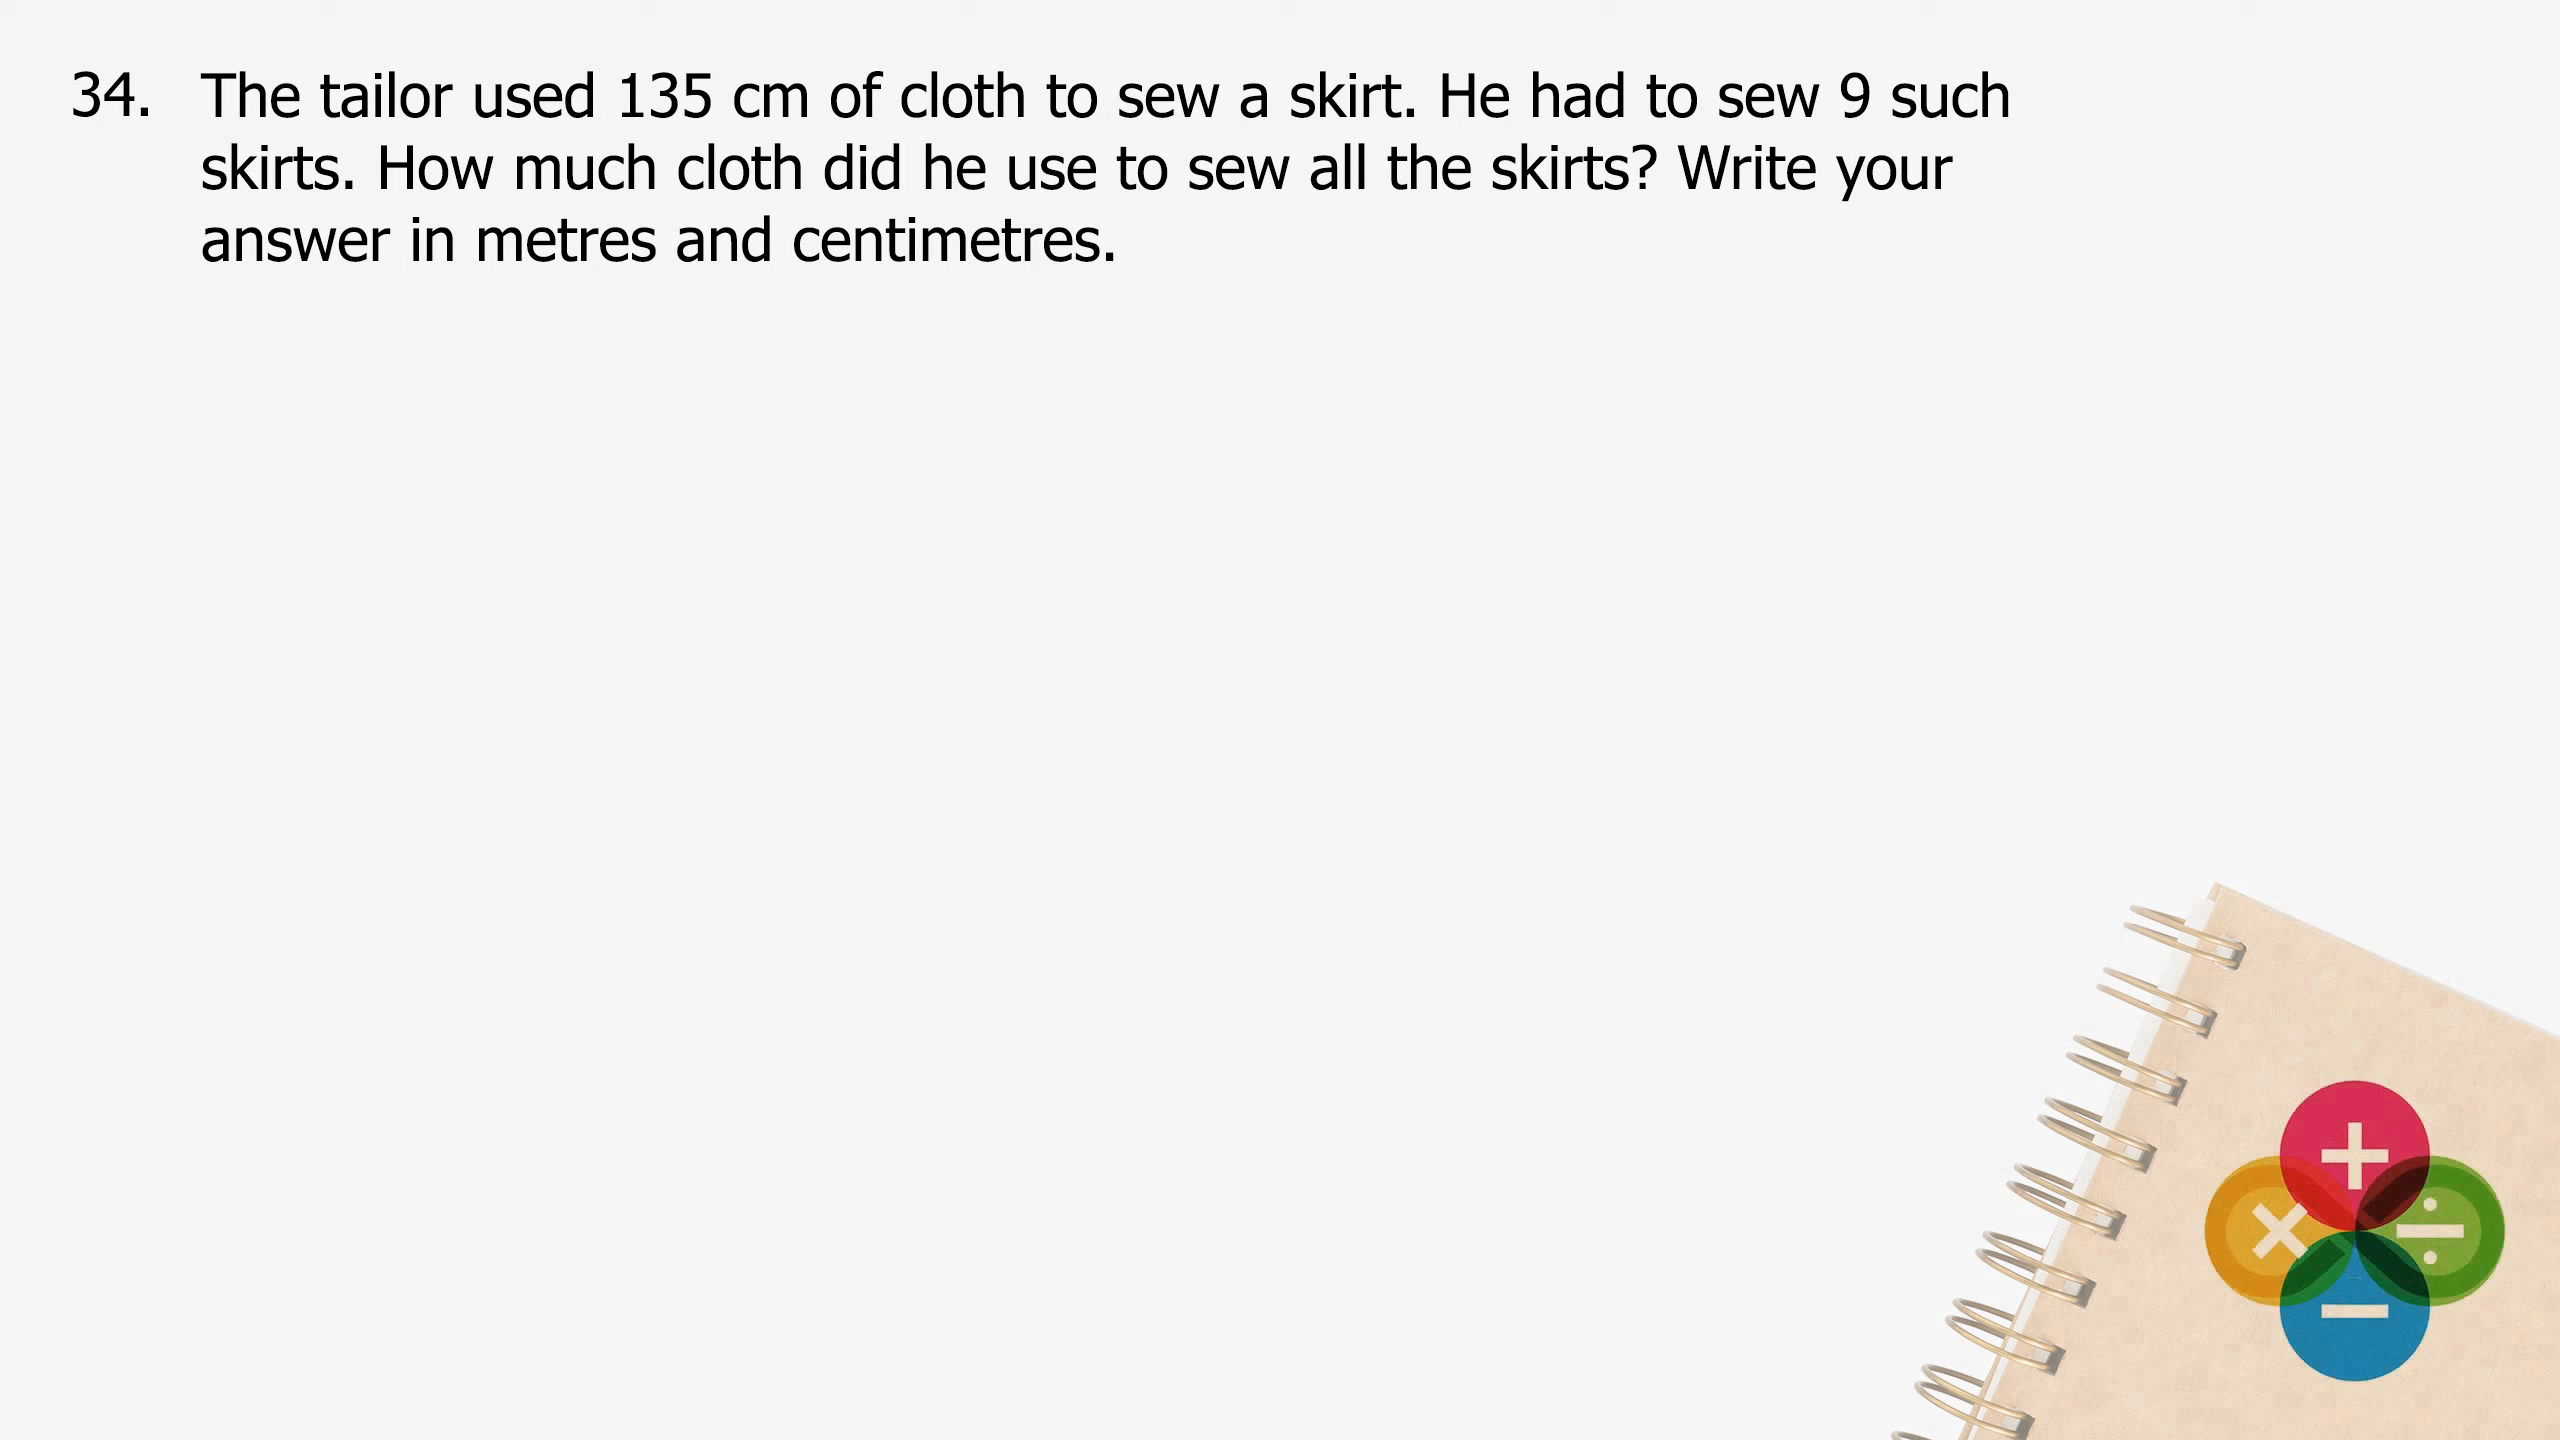 34. The tailor used 135 cm of cloth to sew a skirt. He had to sew 9 such
skirts. How much cloth did he use to sew all the skirts? Write your
answer in metres and centimetres.
+
× ÷
−